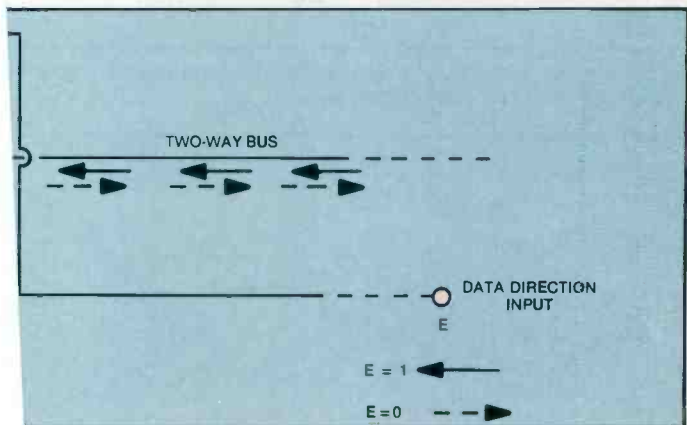 TWO-WAY BUS
DATA DIRECTION
INPUT
E
E = 1
E=0